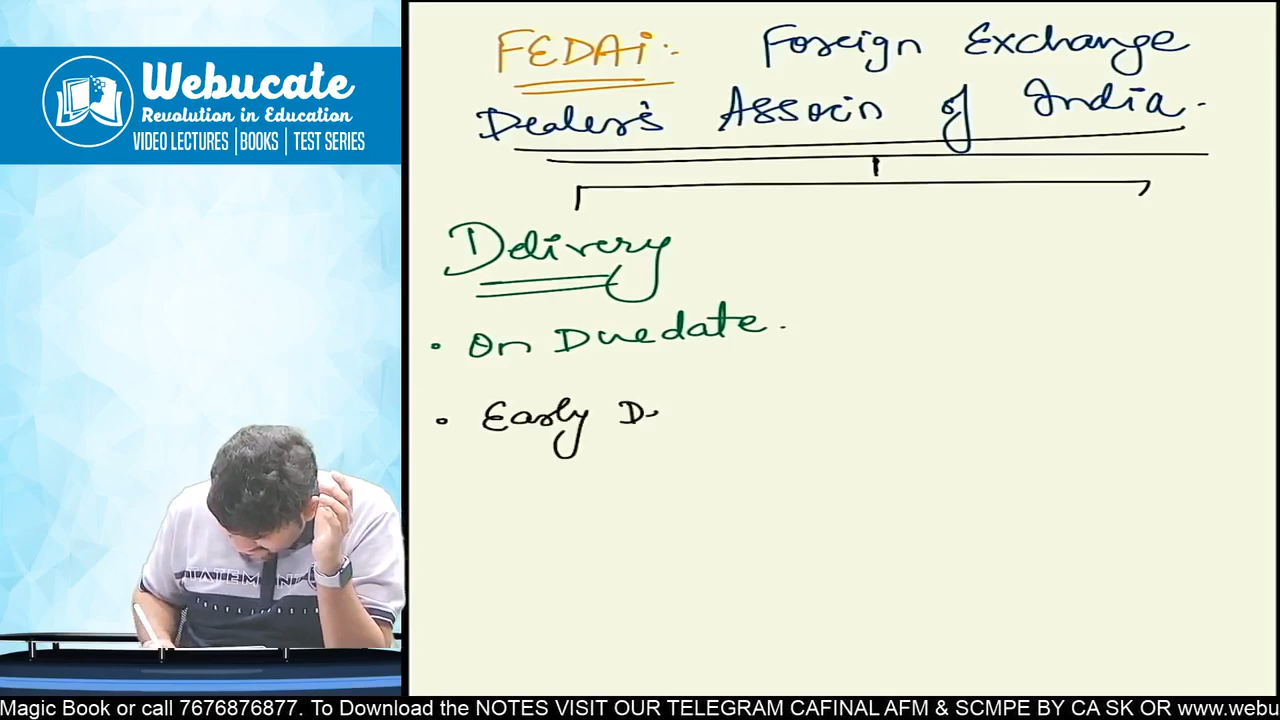 Webucate
Revolution in Education
VIDEO LECTURES | BOOKS | TEST SERIES
FEDAi:- Foreign Exchange
Dealer's Associn of India.
Delivery
• On Duedate.
• Early D
STATEMENT
Magic Book or call 7676876877. To Download the NOTES VISIT OUR TELEGRAM CAFINAL AFM & SCMPE BY CA SK OR www.webu